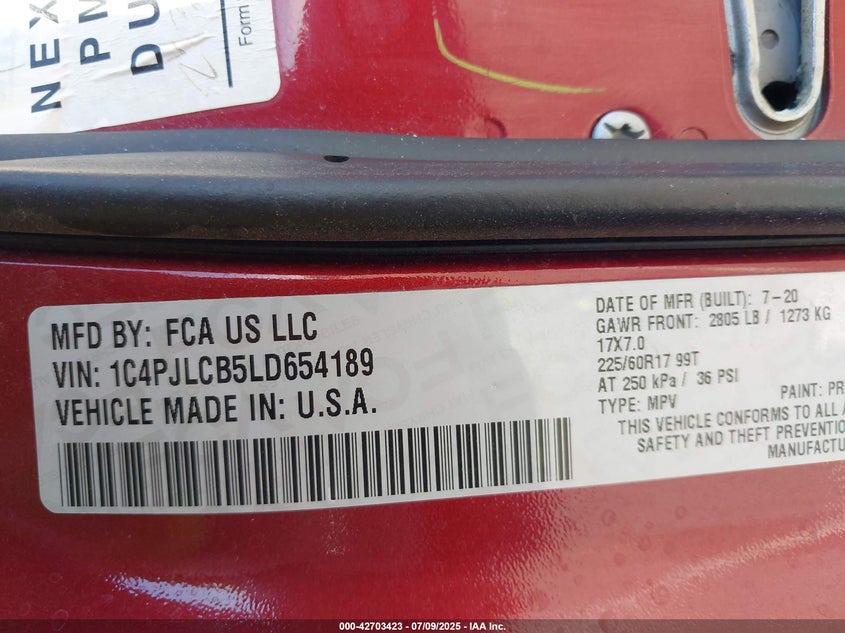 NEX
PM
DU
Form
MFD BY: FCA US LLC
VIN: 1C4PJLCB5LD654189
VEHICLE MADE IN: U.S.A.
DATE OF MFR (BUILT): 7-20
GAWR FRONT: 2805 LB / 1273 KG
17X7.0
225/60R17 99T
AT 250 kPa / 36 PSI
TYPE: MPV
PAINT: PR
THIS VEHICLE CONFORMS TO ALL A
SAFETY AND THEFT PREVENTIO
MANUFACTUR
000-42703423 / 07/09/2025 - IAA Inc.